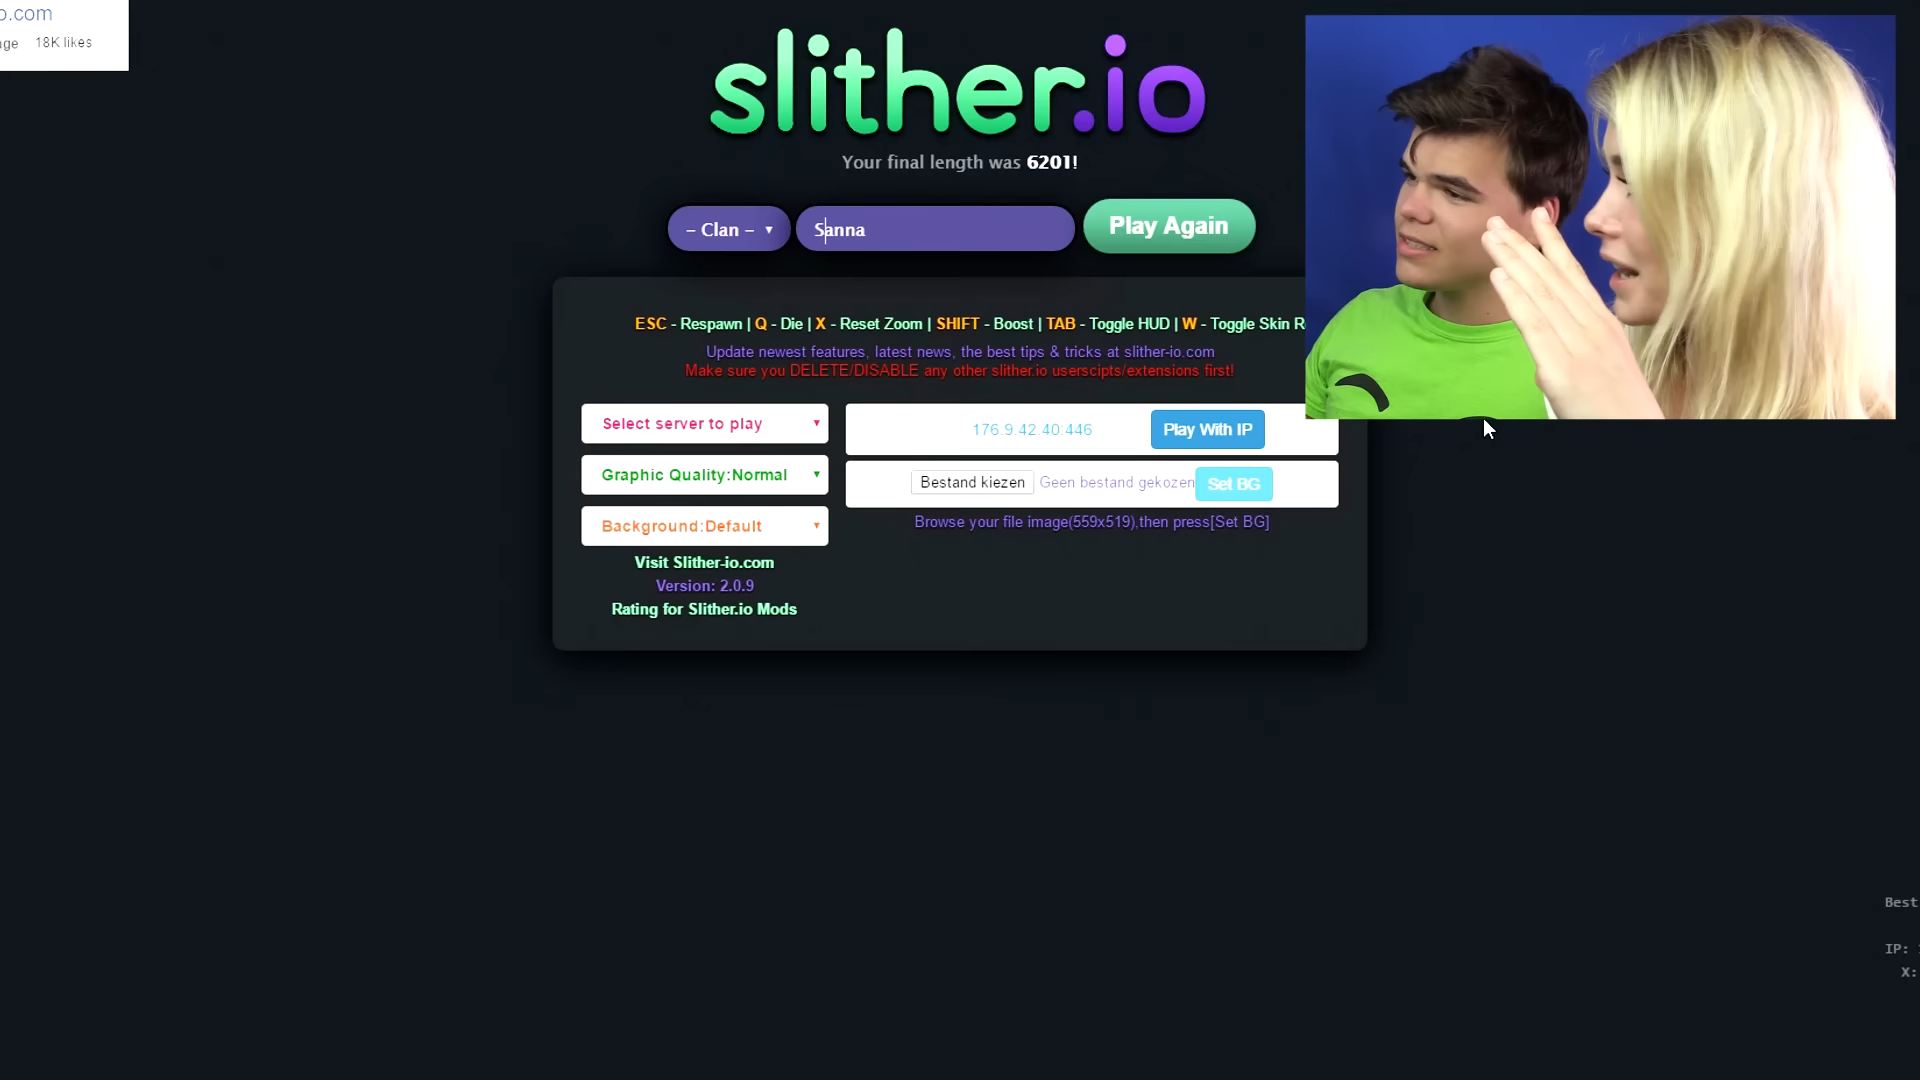 o.com
18K likes
slither.io
Your final length was 6201!
– Clan – ▼
Sanna
Play Again
ESC - Respawn | Q - Die | X - Reset Zoom | SHIFT - Boost | TAB - Toggle HUD | W - Toggle Skin R
Update newest features, latest news, the best tips & tricks at slither-io.com
Make sure you DELETE/DISABLE any other slither.io userscipts/extensions first!
Select server to play
176.9.42.40:446
Play With IP
Graphic Quality:Normal
Bestand kiezen Geen bestand gekozen
Set BG
Background:Default
Browse your file image(559x519),then press[Set BG]
Visit Slither-io.com
Version: 2.0.9
Rating for Slither.io Mods
Best
IP:
X: